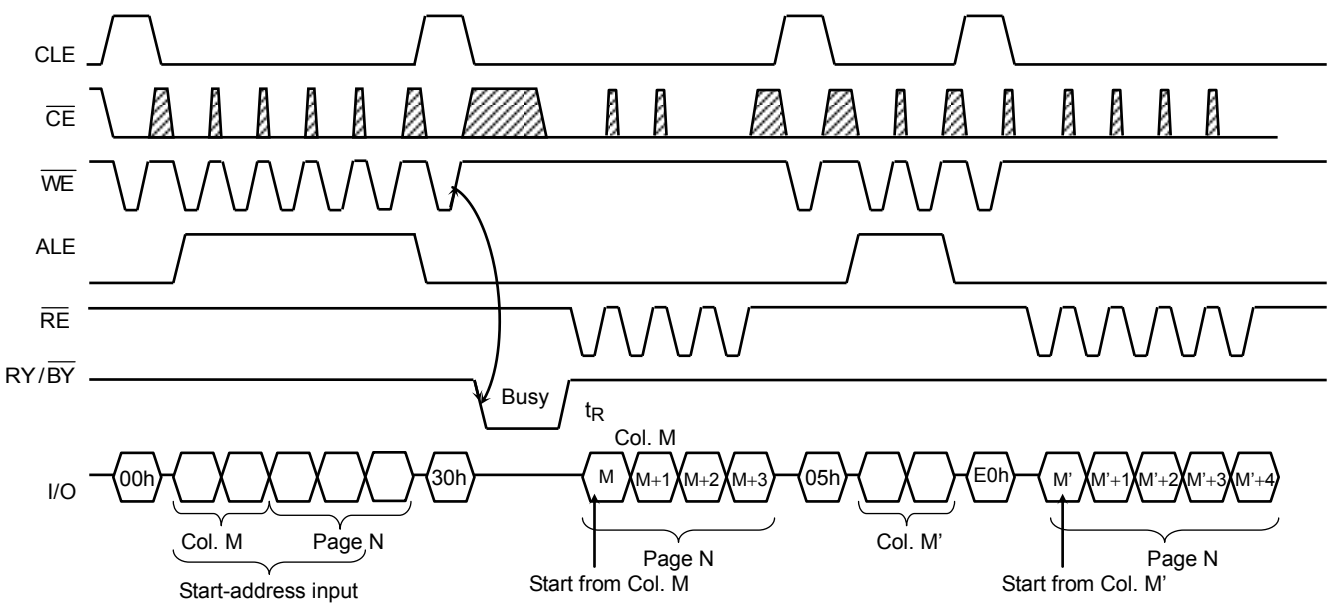 CLE
CE
WE
ALE
RE
RY/BY
Busy
tR
Col. M
I/O
00h
30h
M
M+1
M+2
M+3
05h
E0h
M'
M'+1
M'+2
M'+3
M'+4
Col. M
Page N
Page N
Col. M'
Page N
Start-address input
Start from Col. M
Start from Col. M'